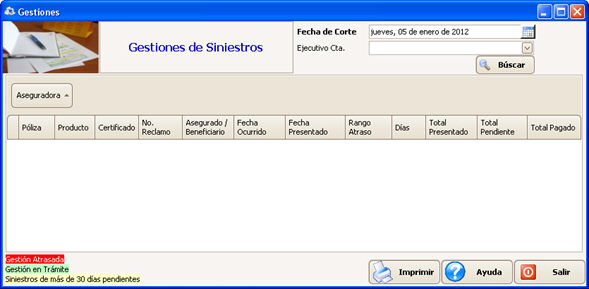 Gestiones
Gestiones de Siniestros
Fecha de Corte jueves, 05 de enero de 2012
Ejecutivo Cta.
Búscar
Aseguradora
Póliza Producto Certificado No. Reclamo Asegurado / Beneficiario Fecha Ocurrido Fecha Presentado Rango Atraso Días Total Presentado Total Pendiente Total Pagado
Gestión Atrasada
Gestión en Trámite
Siniestros de más de 30 días pendientes
Imprimir Ayuda Salir